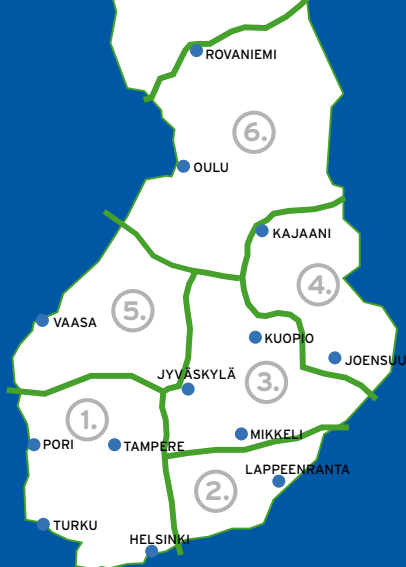 ROVANIEMI
6.
OULU
KAJAANI
4.
5.
VAASA
KUOPIO
JOENSUU
JYVÄSKYLÄ
3.
1.
PORI
TAMPERE
MIKKELI
LAPPEENRANTA
2.
TURKU
HELSINKI